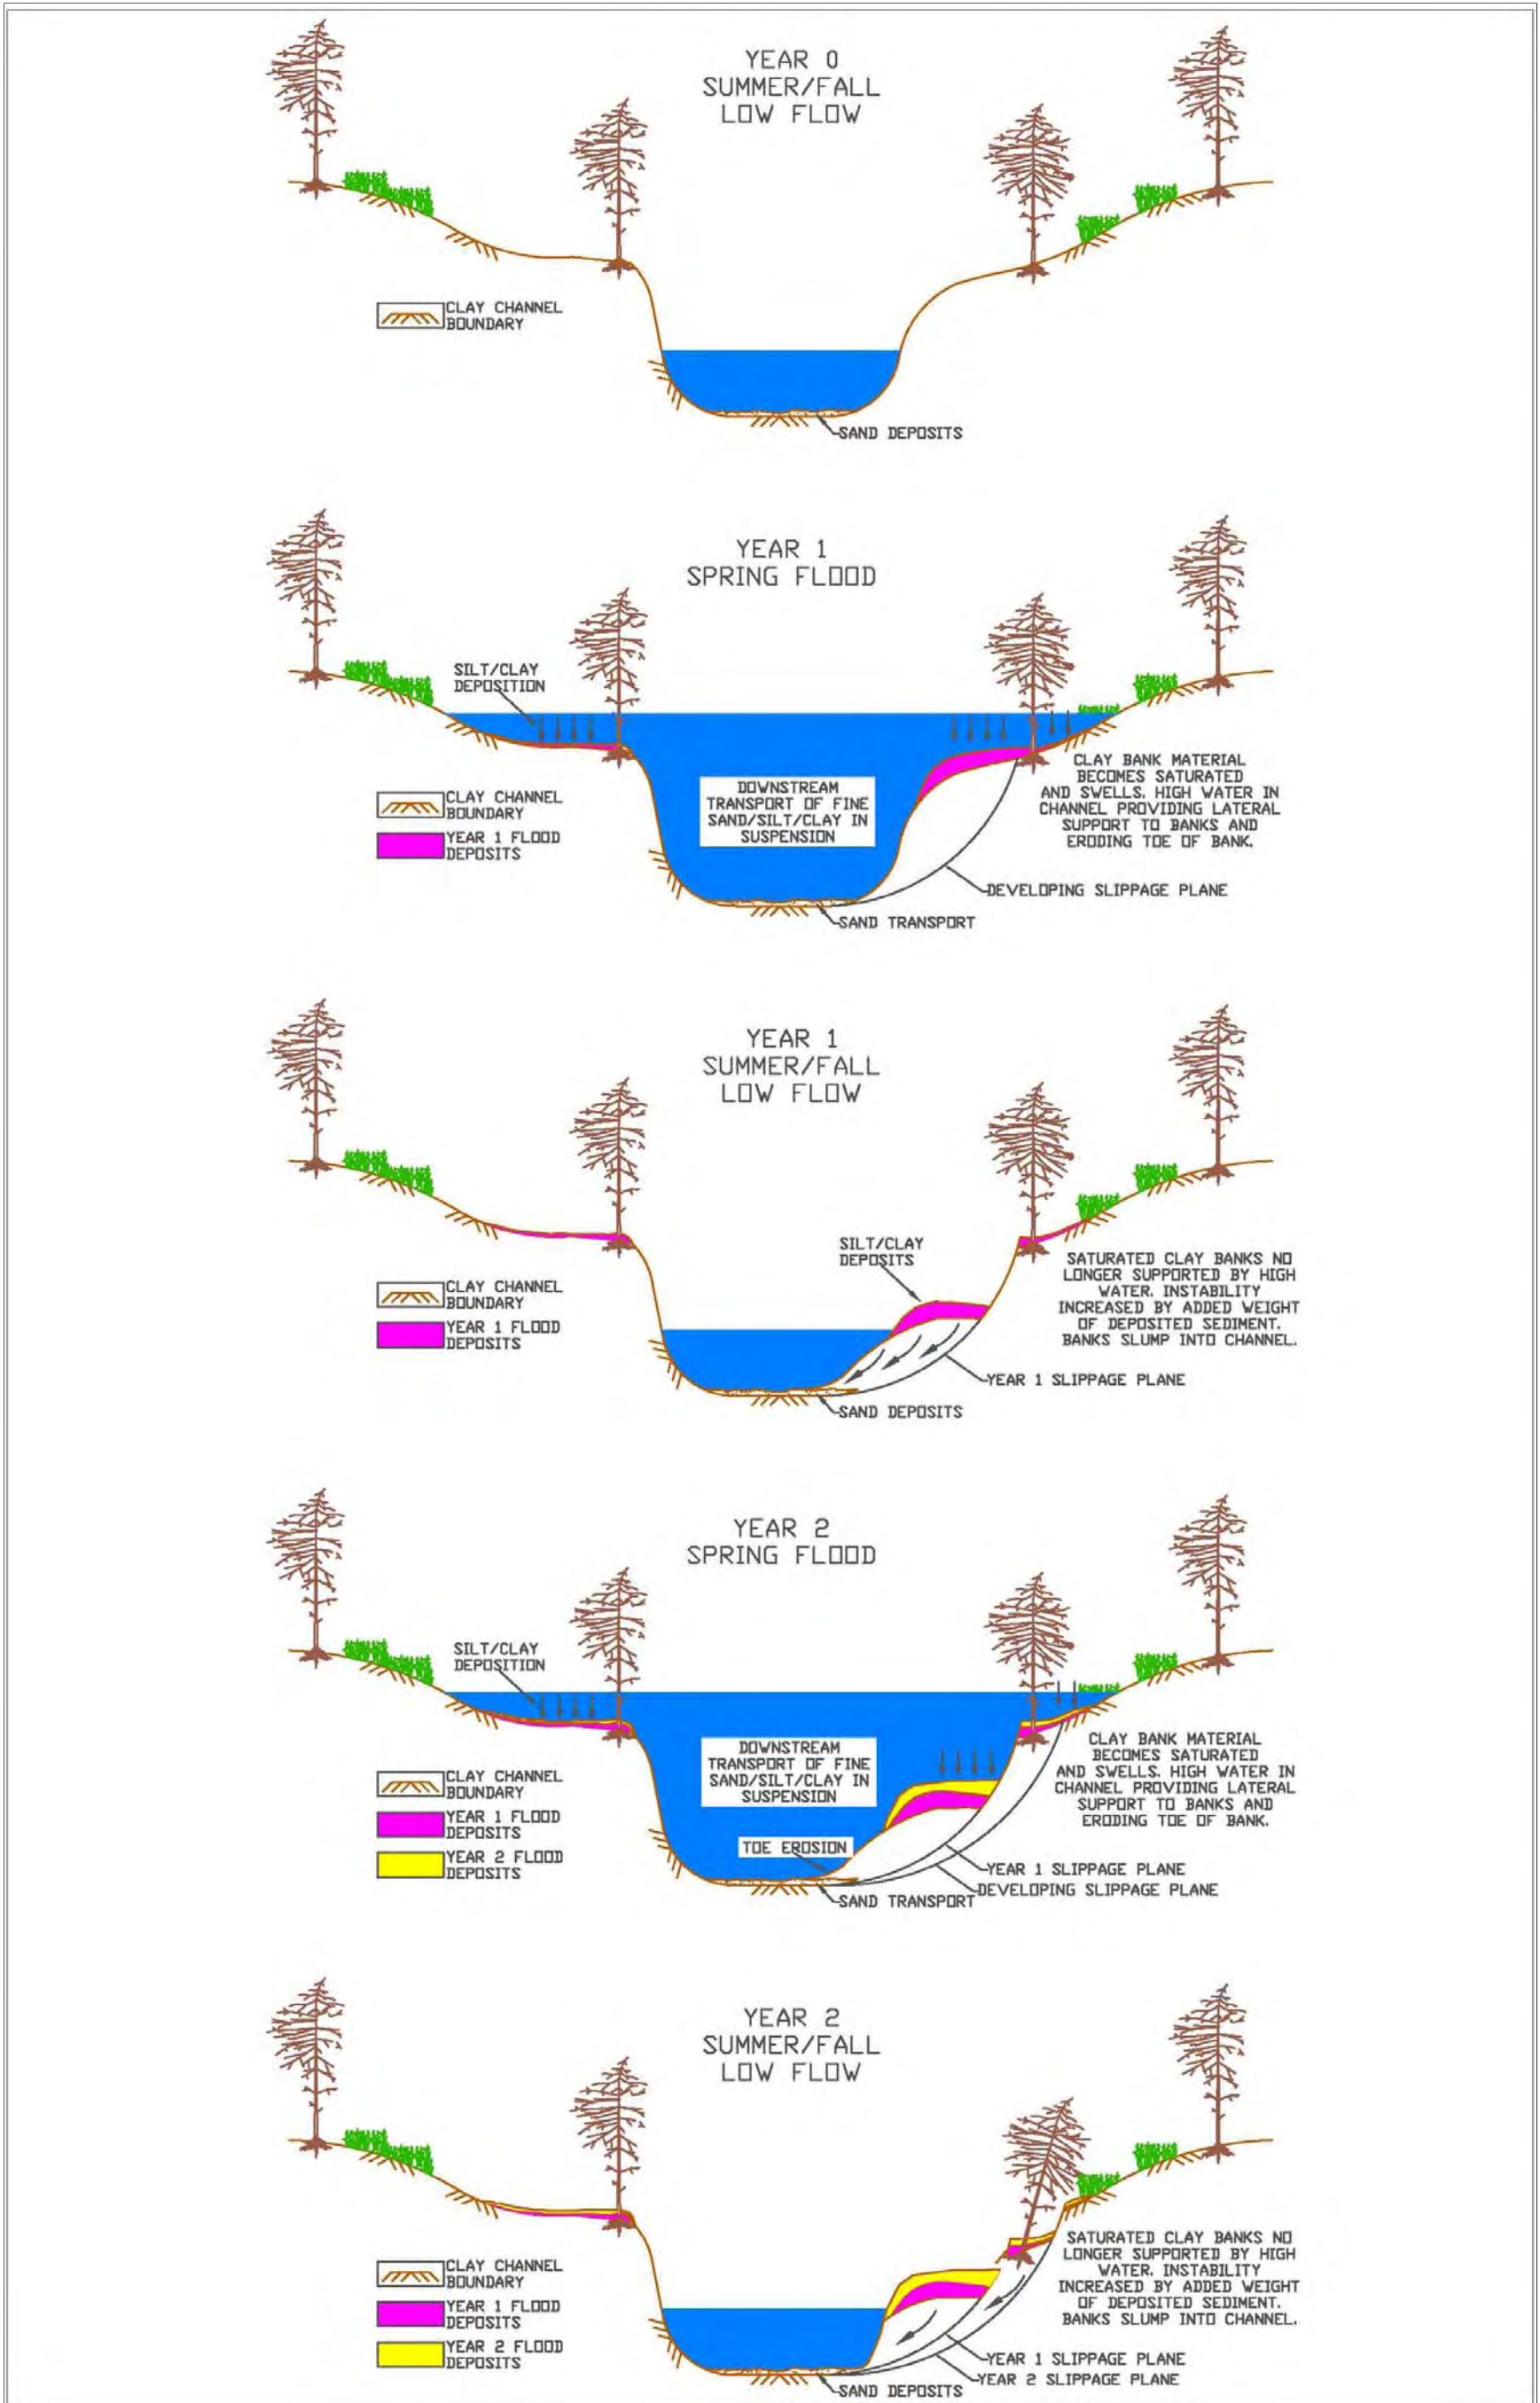 YEAR 0
SUMMER/FALL
LOW FLOW
CLAY CHANNEL
BOUNDARY
SAND DEPOSITS
YEAR 1
SPRING FLOOD
SILT/CLAY
DEPOSITION
CLAY CHANNEL
BOUNDARY
YEAR 1 FLOOD
DEPOSITS
DOWNSTREAM
TRANSPORT OF FINE
SAND/SILT/CLAY IN
SUSPENSION
CLAY BANK MATERIAL
BECOMES SATURATED
AND SWELLS. HIGH WATER IN
CHANNEL PROVIDING LATERAL
SUPPORT TO BANKS AND
ERODING TOE OF BANK.
DEVELOPING SLIPPAGE PLANE
SAND TRANSPORT
YEAR 1
SUMMER/FALL
LOW FLOW
SILT/CLAY
DEPOSITS
CLAY CHANNEL
BOUNDARY
YEAR 1 FLOOD
DEPOSITS
SATURATED CLAY BANKS NO
LONGER SUPPORTED BY HIGH
WATER. INSTABILITY
INCREASED BY ADDED WEIGHT
OF DEPOSITED SEDIMENT.
BANKS SLUMP INTO CHANNEL.
YEAR 1 SLIPPAGE PLANE
SAND DEPOSITS
YEAR 2
SPRING FLOOD
SILT/CLAY
DEPOSITION
CLAY CHANNEL
BOUNDARY
YEAR 1 FLOOD
DEPOSITS
YEAR 2 FLOOD
DEPOSITS
DOWNSTREAM
TRANSPORT OF FINE
SAND/SILT/CLAY IN
SUSPENSION
TOE EROSION
CLAY BANK MATERIAL
BECOMES SATURATED
AND SWELLS. HIGH WATER IN
CHANNEL PROVIDING LATERAL
SUPPORT TO BANKS AND
ERODING TOE OF BANK.
YEAR 1 SLIPPAGE PLANE
DEVELOPING SLIPPAGE PLANE
SAND TRANSPORT
YEAR 2
SUMMER/FALL
LOW FLOW
CLAY CHANNEL
BOUNDARY
YEAR 1 FLOOD
DEPOSITS
YEAR 2 FLOOD
DEPOSITS
SATURATED CLAY BANKS NO
LONGER SUPPORTED BY HIGH
WATER. INSTABILITY
INCREASED BY ADDED WEIGHT
OF DEPOSITED SEDIMENT.
BANKS SLUMP INTO CHANNEL.
YEAR 1 SLIPPAGE PLANE
YEAR 2 SLIPPAGE PLANE
SAND DEPOSITS